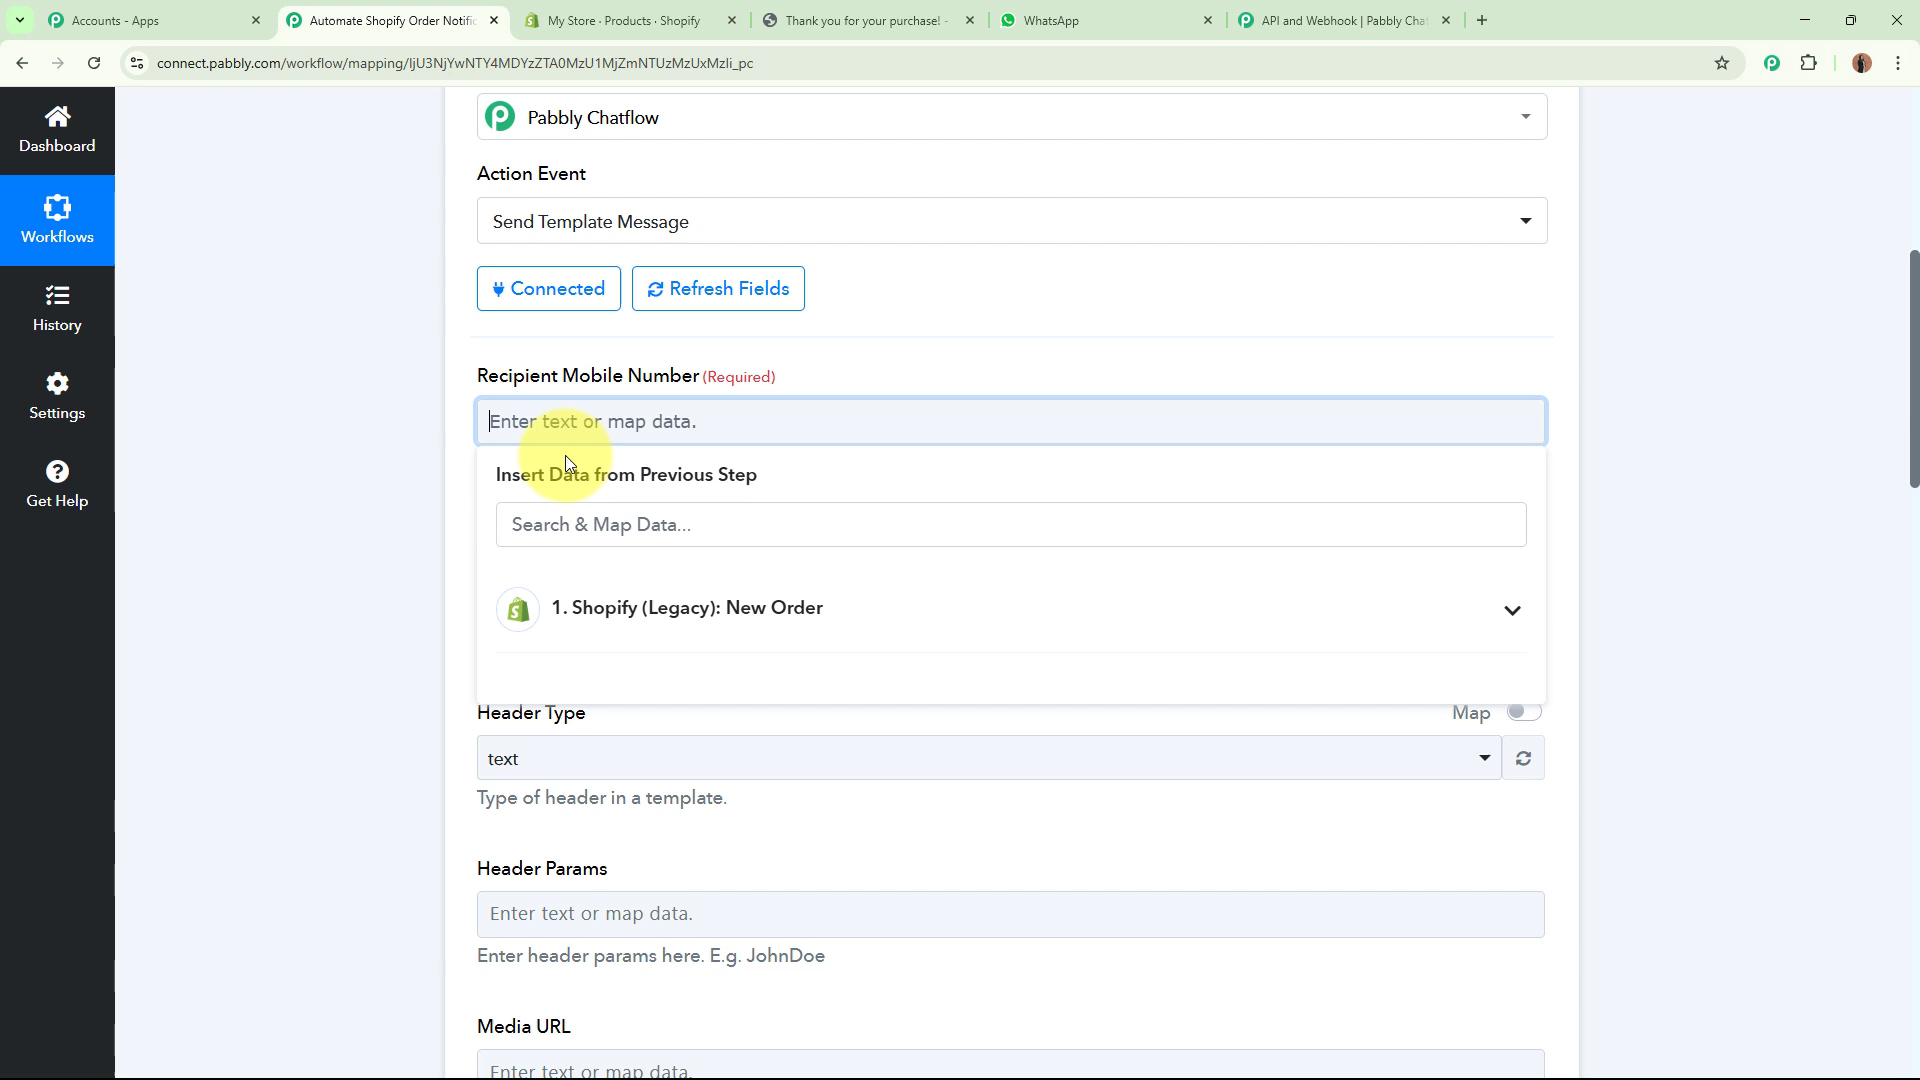 Accounts - Apps
Automate Shopify Order Notific
My Store · Products · Shopify
Thank you for your purchase! -
WhatsApp
API and Webhook | Pabbly Cha
connect.pabbly.com/workflow/mapping/IjU3NjYwNTY4MDYzZTA0MzU1MjZmNTUzMzUxMzIi_pc
Dashboard
Workflows
History
Settings
Get Help
Pabbly Chatflow
Action Event
Send Template Message
Connected
Refresh Fields
Recipient Mobile Number (Required)
Enter text or map data.
Insert Data from Previous Step
Search & Map Data...
1. Shopify (Legacy): New Order
Header Type
Map
text
Type of header in a template.
Header Params
Enter text or map data.
Enter header params here. E.g. JohnDoe
Media URL
Enter text or map data.